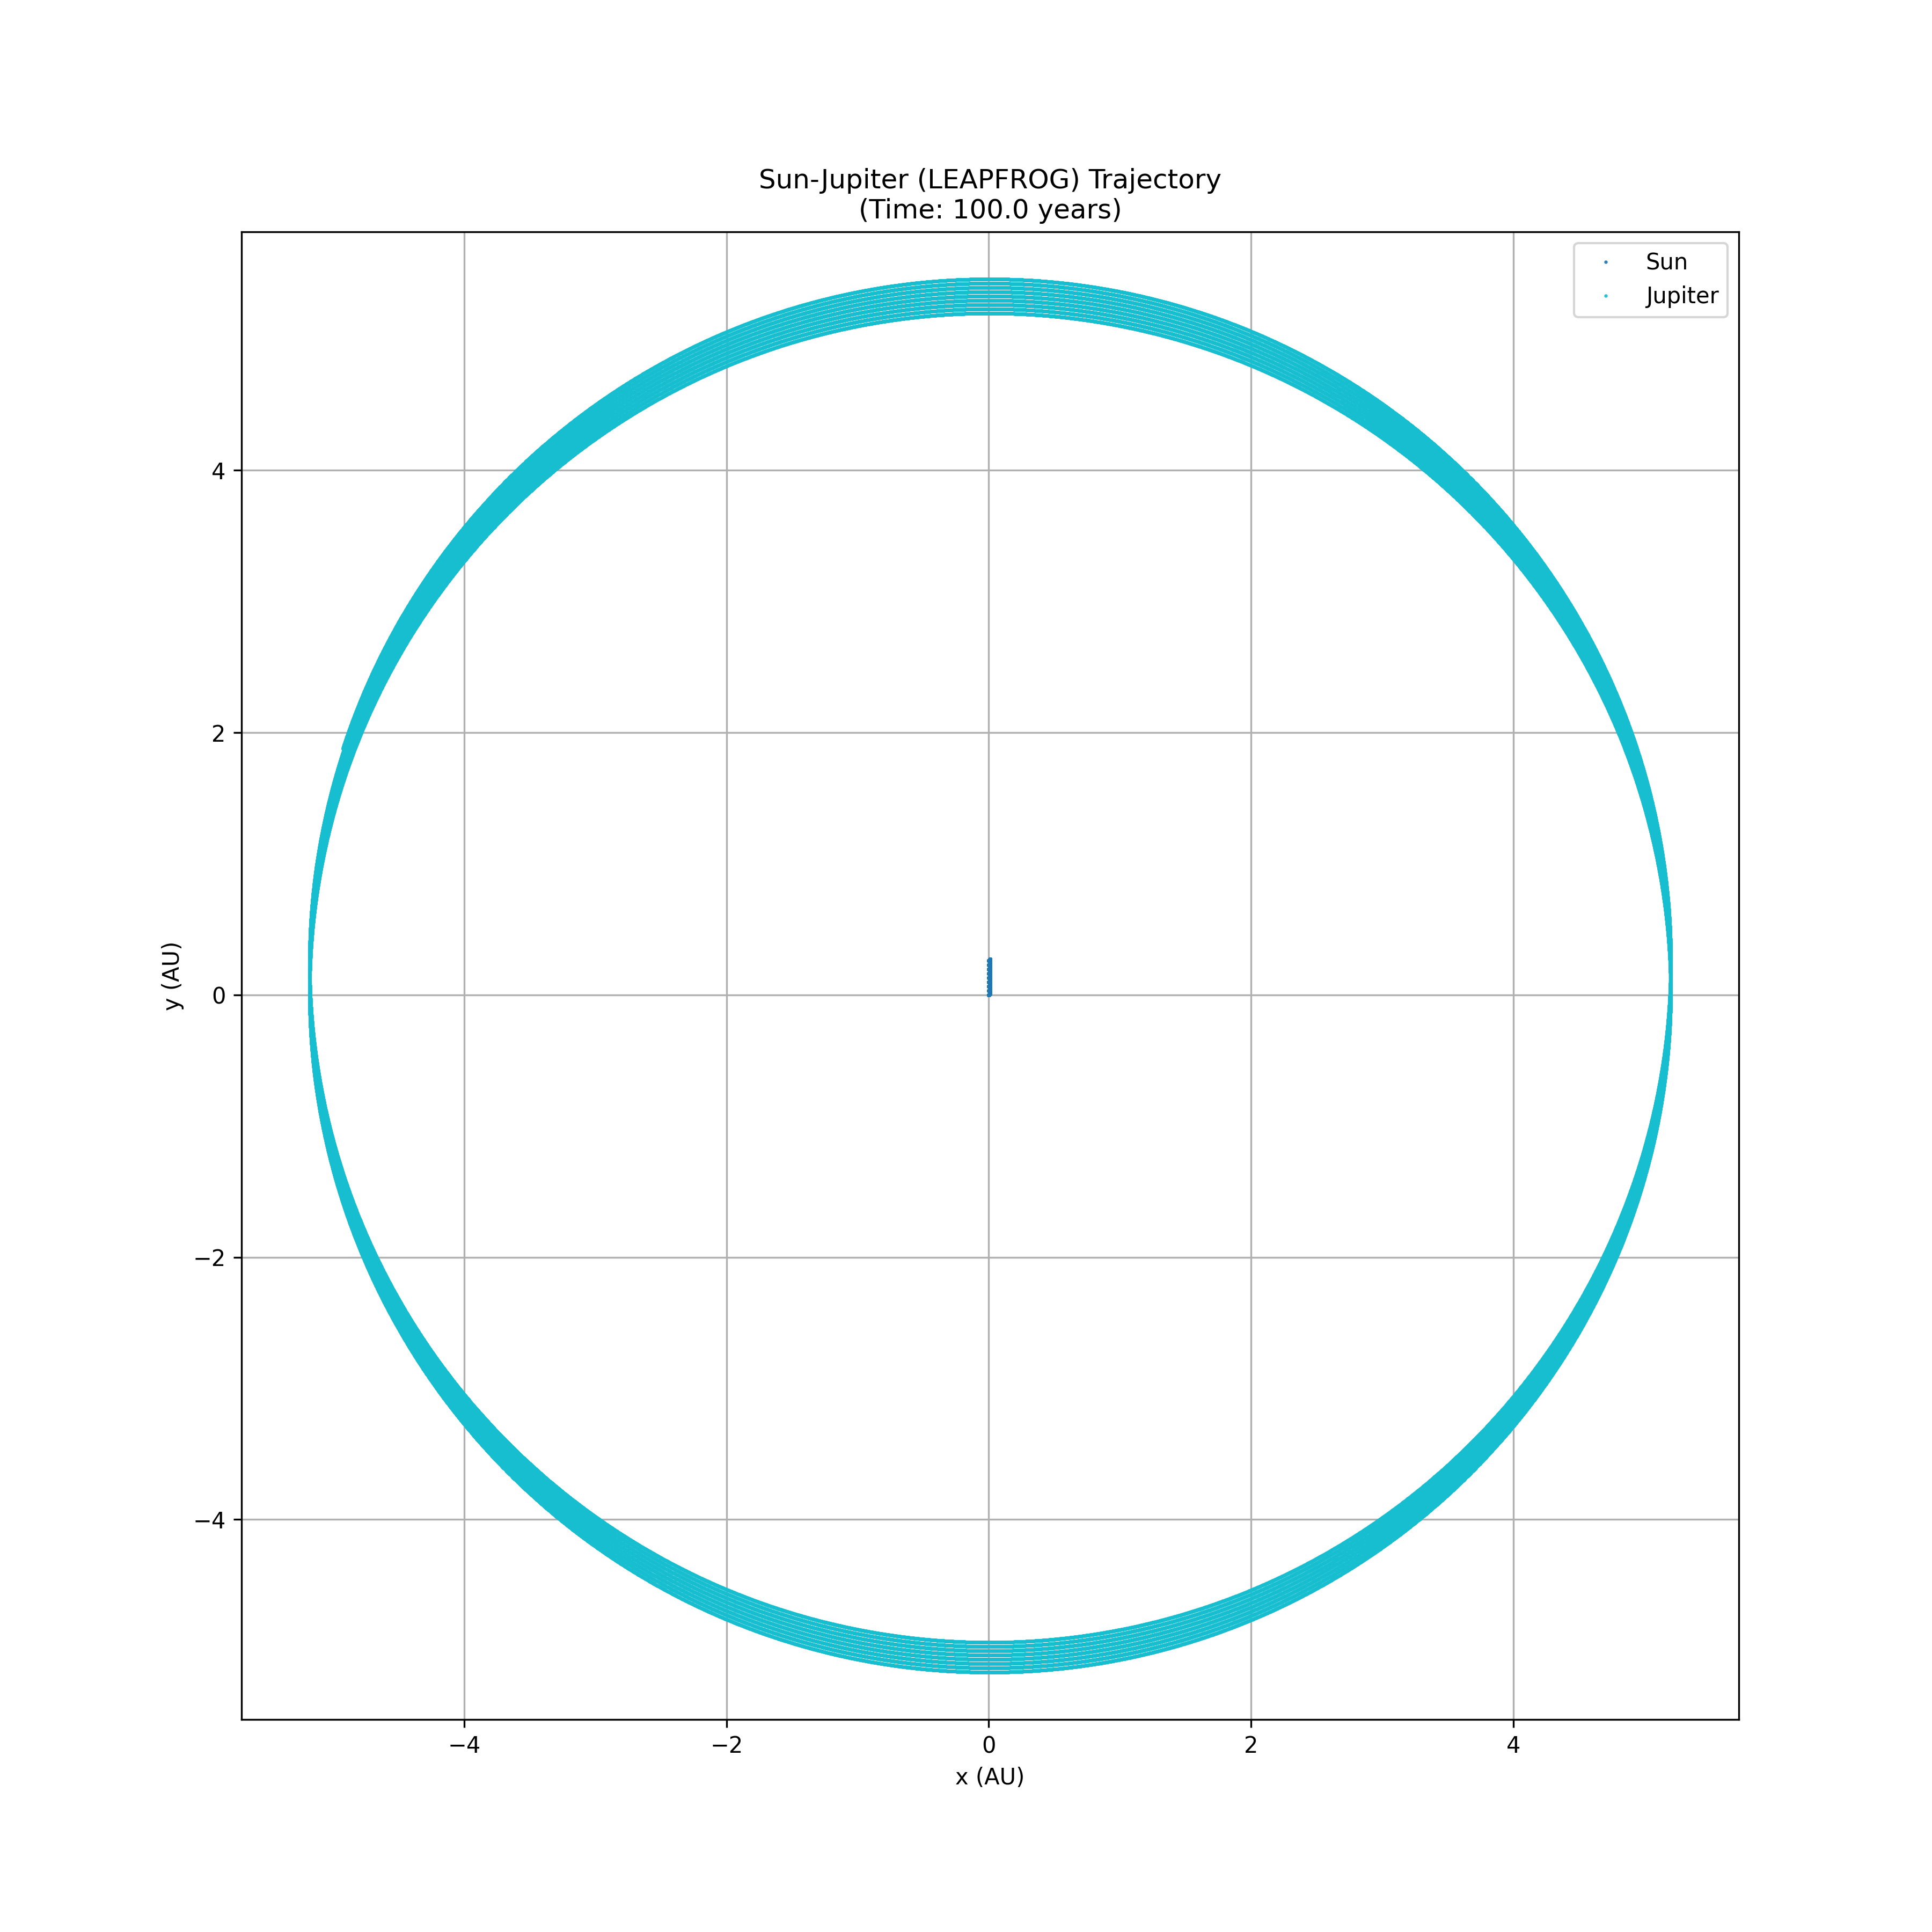 Sun-Jupiter (LEAPFROG) Trajectory
(Time: 100.0 years)
Sun
Jupiter
4
2
0
−2
−4
y (AU)
−4
−2
0
2
4
x (AU)